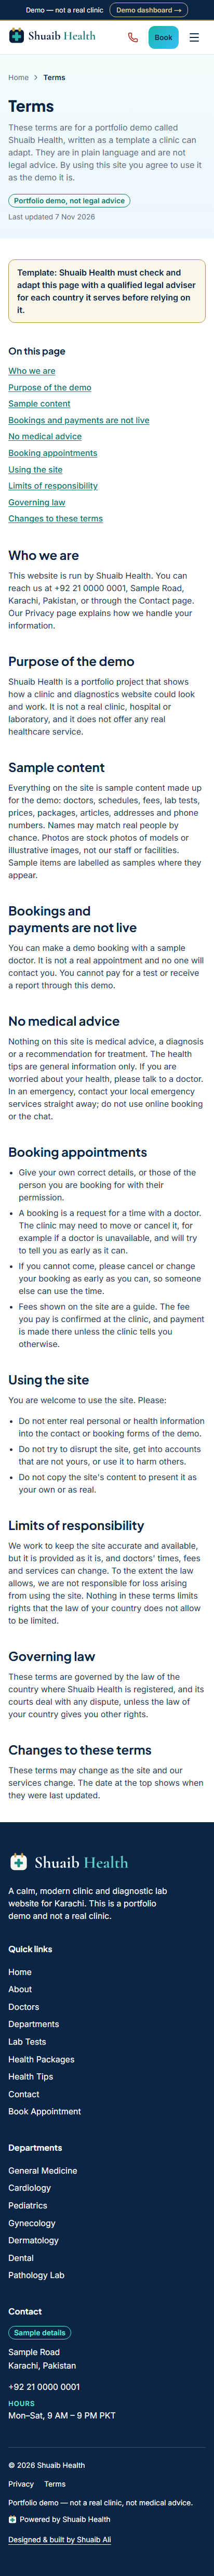 Demo — not a real clinic Demo dashboard →
Shuaib Health Book
Home > Terms
Terms
These terms are for a portfolio demo called
Shuaib Health, written as a template a clinic can
adapt. They are in plain language and are not
legal advice. By using this site you agree to use it
as the demo it is.
Portfolio demo, not legal advice
Last updated 7 Nov 2026
Template: Shuaib Health must check and
adapt this page with a qualified legal adviser
for each country it serves before relying on
it.
On this page
Who we are
Purpose of the demo
Sample content
Bookings and payments are not live
No medical advice
Booking appointments
Using the site
Limits of responsibility
Governing law
Changes to these terms
Who we are
This website is run by Shuaib Health. You can
reach us at +92 21 0000 0001, Sample Road,
Karachi, Pakistan, or through the Contact page.
Our Privacy page explains how we handle your
information.
Purpose of the demo
Shuaib Health is a portfolio project that shows
how a clinic and diagnostics website could look
and work. It is not a real clinic, hospital or
laboratory, and it does not offer any real
healthcare service.
Sample content
Everything on the site is sample content made up
for the demo: doctors, schedules, fees, lab tests,
prices, packages, articles, addresses and phone
numbers. Names may match real people by
chance. Photos are stock photos of models or
illustrative images, not our staff or facilities.
Sample items are labelled as samples where they
appear.
Bookings and
payments are not live
You can make a demo booking with a sample
doctor. It is not a real appointment and no one will
contact you. You cannot pay for a test or receive
a report through this demo.
No medical advice
Nothing on this site is medical advice, a diagnosis
or a recommendation for treatment. The health
tips are general information only. If you are
worried about your health, please talk to a doctor.
In an emergency, contact your local emergency
services straight away; do not use online booking
or the chat.
Booking appointments
• Give your own correct details, or those of the
person you are booking for with their
permission.
• A booking is a request for a time with a doctor.
The clinic may need to move or cancel it, for
example if a doctor is unavailable, and will try
to tell you as early as it can.
• If you cannot come, please cancel or change
your booking as early as you can, so someone
else can use the time.
• Fees shown on the site are a guide. The fee
you pay is confirmed at the clinic, and payment
is made there unless the clinic tells you
otherwise.
Using the site
You are welcome to use the site. Please:
• Do not enter real personal or health information
into the contact or booking forms of the demo.
• Do not try to disrupt the site, get into accounts
that are not yours, or use it to harm others.
• Do not copy the site's content to present it as
your own or as real.
Limits of responsibility
We work to keep the site accurate and available,
but it is provided as it is, and doctors' times, fees
and services can change. To the extent the law
allows, we are not responsible for loss arising
from using the site. Nothing in these terms limits
rights that the law of your country does not allow
to be limited.
Governing law
These terms are governed by the law of the
country where Shuaib Health is registered, and its
courts deal with any dispute, unless the law of
your country gives you other rights.
Changes to these terms
These terms may change as the site and our
services change. The date at the top shows when
they were last updated.
Shuaib Health
A calm, modern clinic and diagnostic lab
website for Karachi. This is a portfolio
demo and not a real clinic.
Quick links
Home
About
Doctors
Departments
Lab Tests
Health Packages
Health Tips
Contact
Book Appointment
Departments
General Medicine
Cardiology
Pediatrics
Gynecology
Dermatology
Dental
Pathology Lab
Contact
Sample details
Sample Road
Karachi, Pakistan
+92 21 0000 0001
HOURS
Mon–Sat, 9 AM – 9 PM PKT
© 2026 Shuaib Health
Privacy Terms
Portfolio demo — not a real clinic, not medical advice.
Powered by Shuaib Health
Designed & built by Shuaib Ali